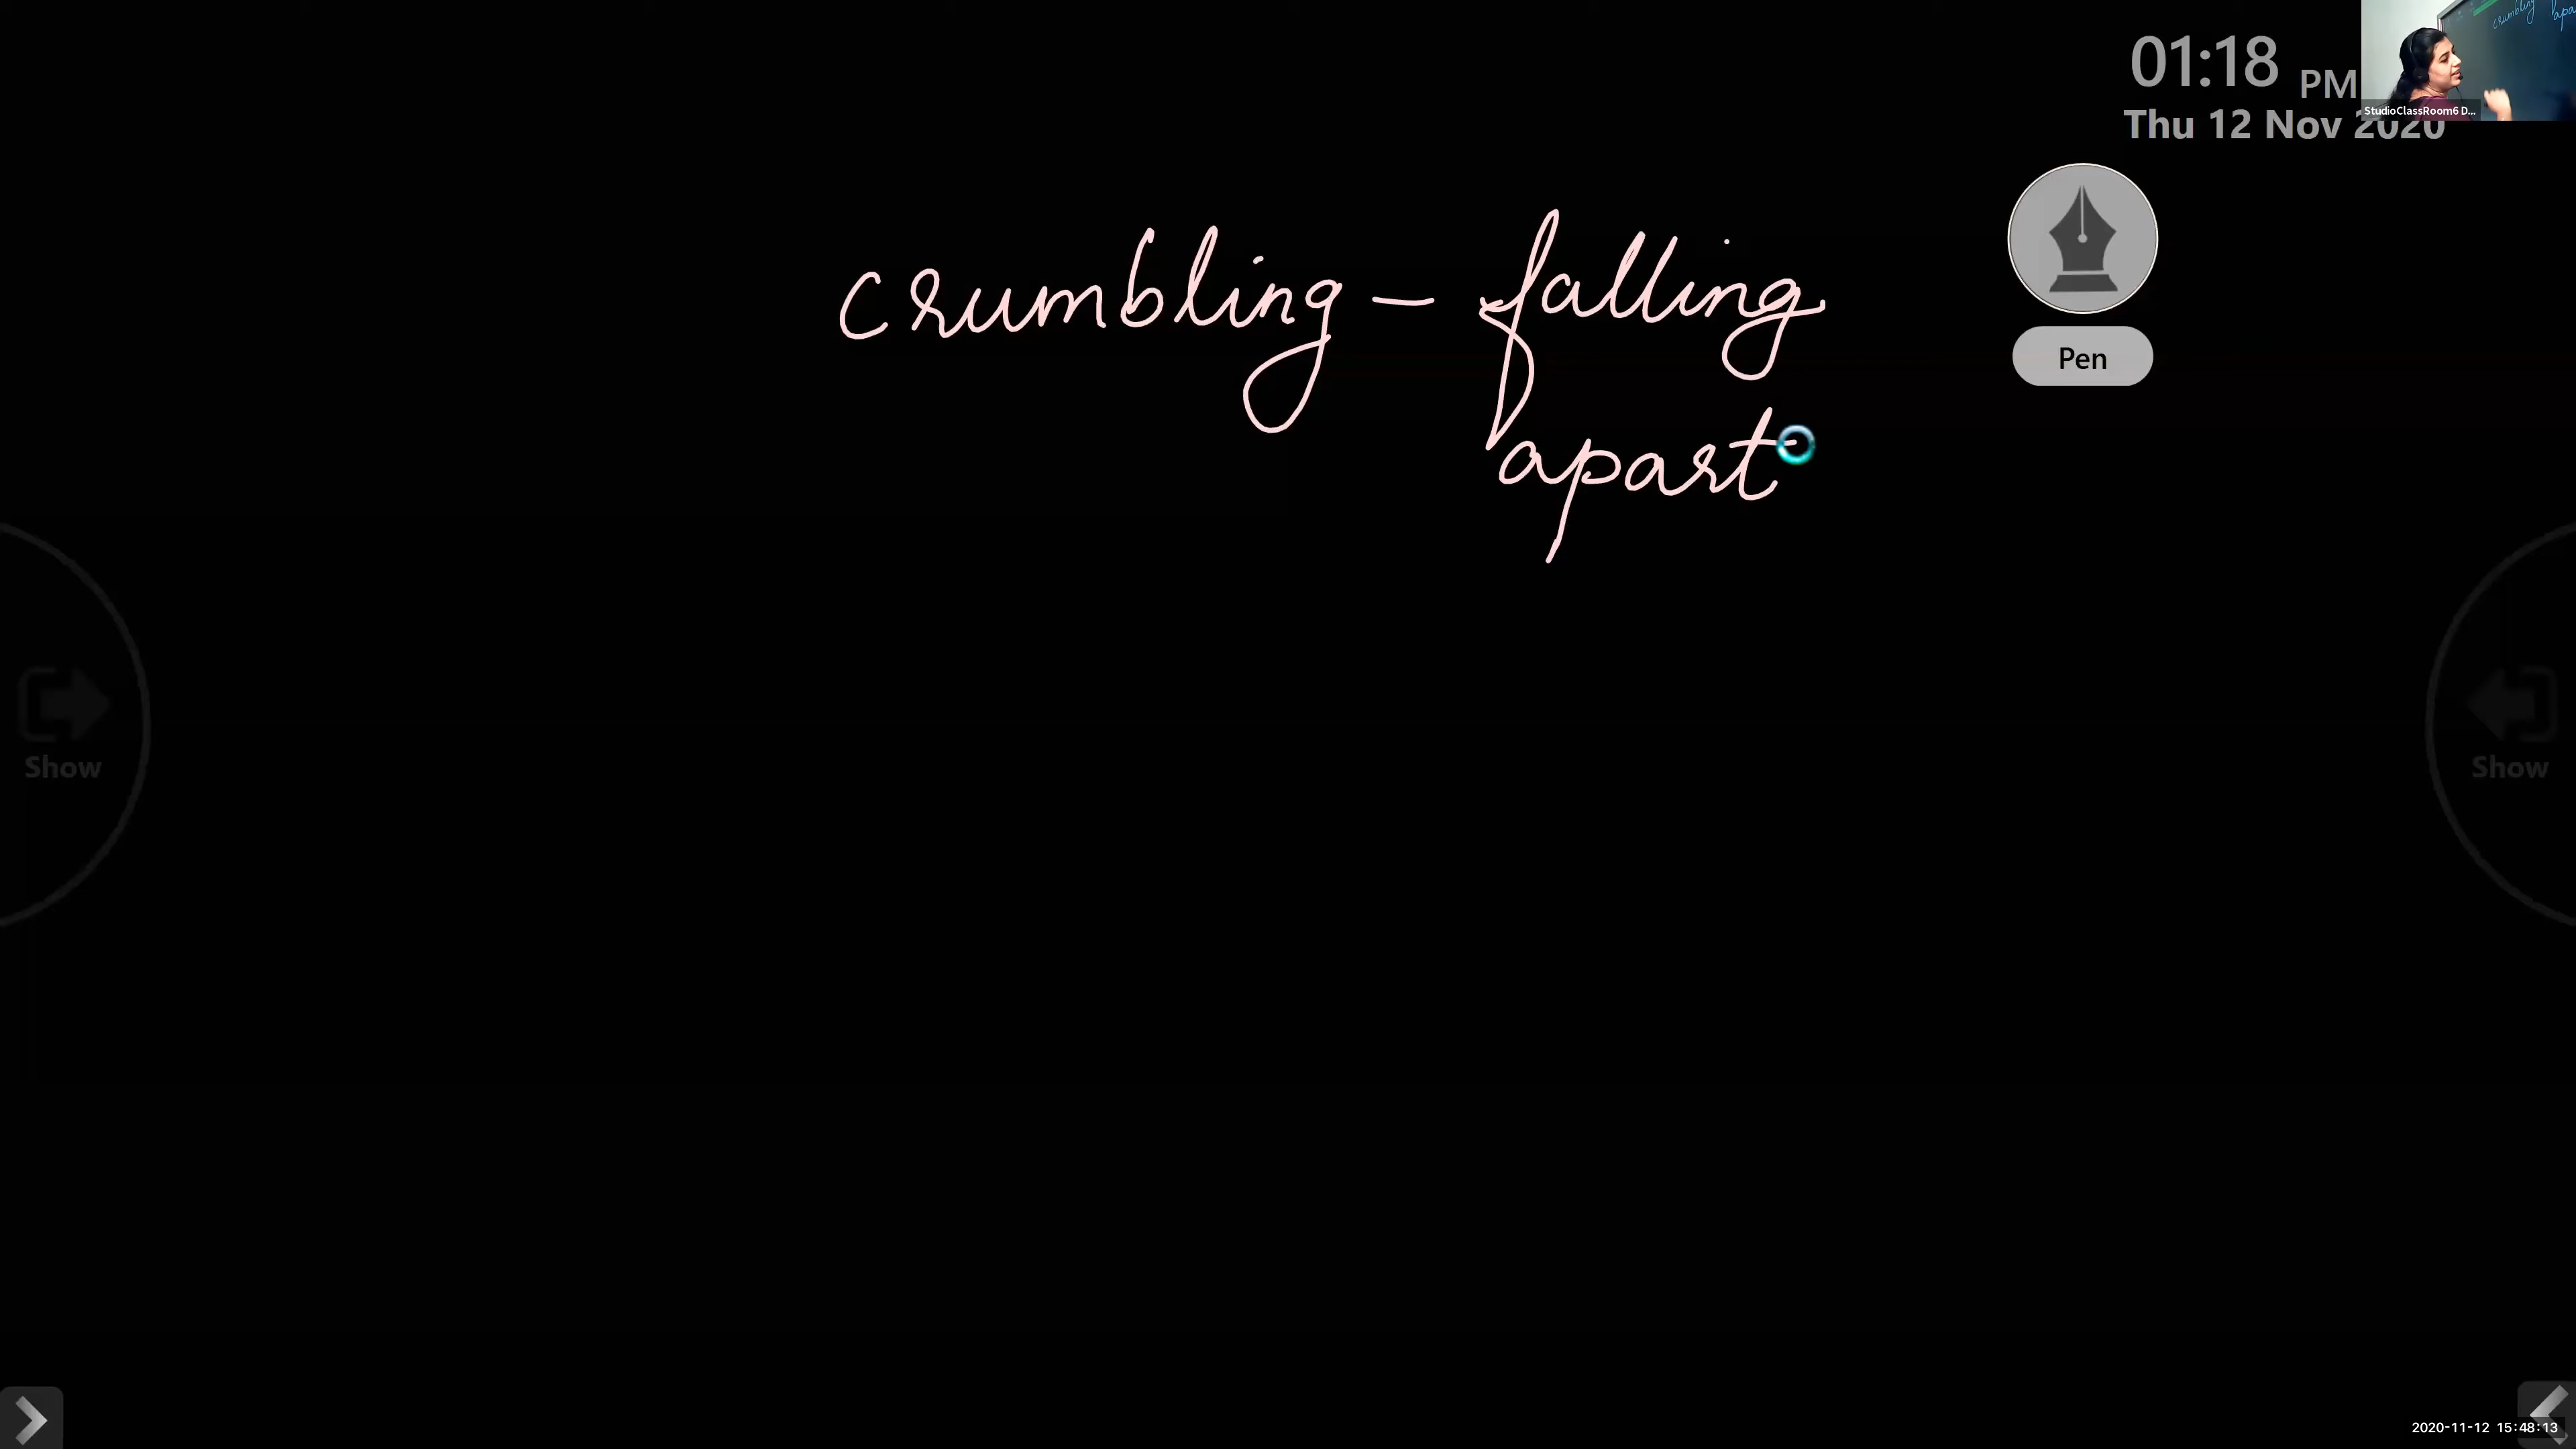 01:18 PM
StudioClassRoom6 D...
Thu 12 Nov 2020
crumbling – falling
apart
Pen
Show
Show
2020-11-12 15:48:13